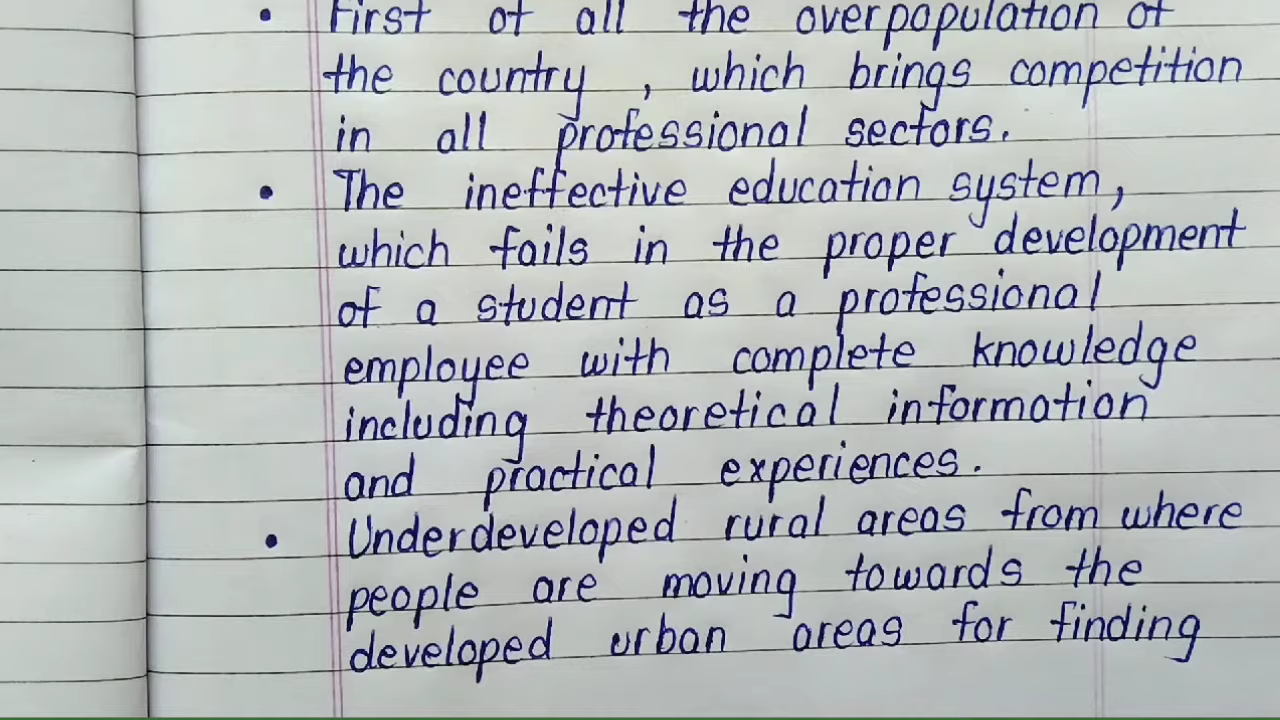 • First of all the overpopulation of
the country , which brings competition
in all professional sectors.
• The ineffective education system,
which fails in the proper development
of a student as a professional
employee with complete knowledge
including theoretical information
and practical experiences.
• Underdeveloped rural areas from where
people are moving towards the
developed urban areas for finding